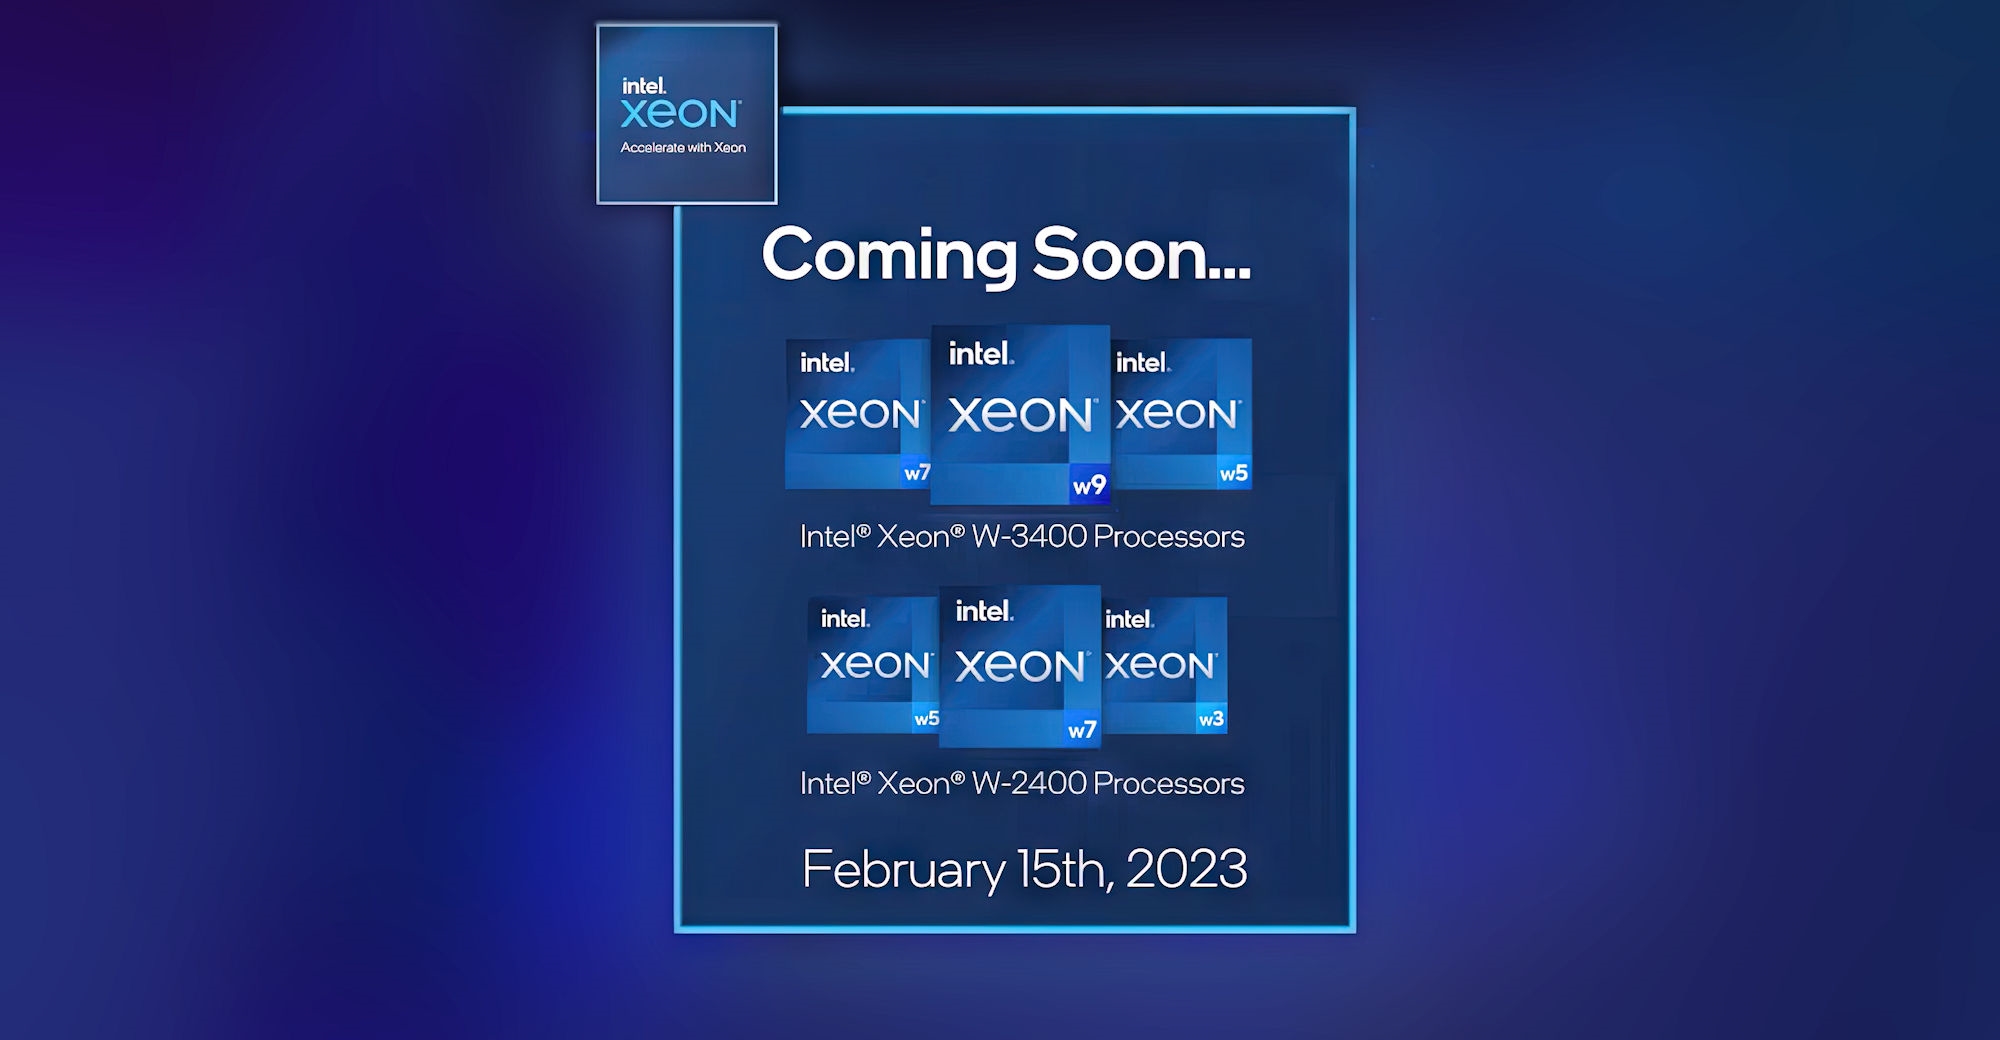 intel.
xeon®
Accelerate with Xeon
Coming Soon...
intel. intel. intel.
xeon® xeon® xeon®
w7 w9 w5
Intel® Xeon® W-3400 Processors
intel. intel. intel.
xeon® xeon® xeon®
w5 w7 w3
Intel® Xeon® W-2400 Processors
February 15th, 2023